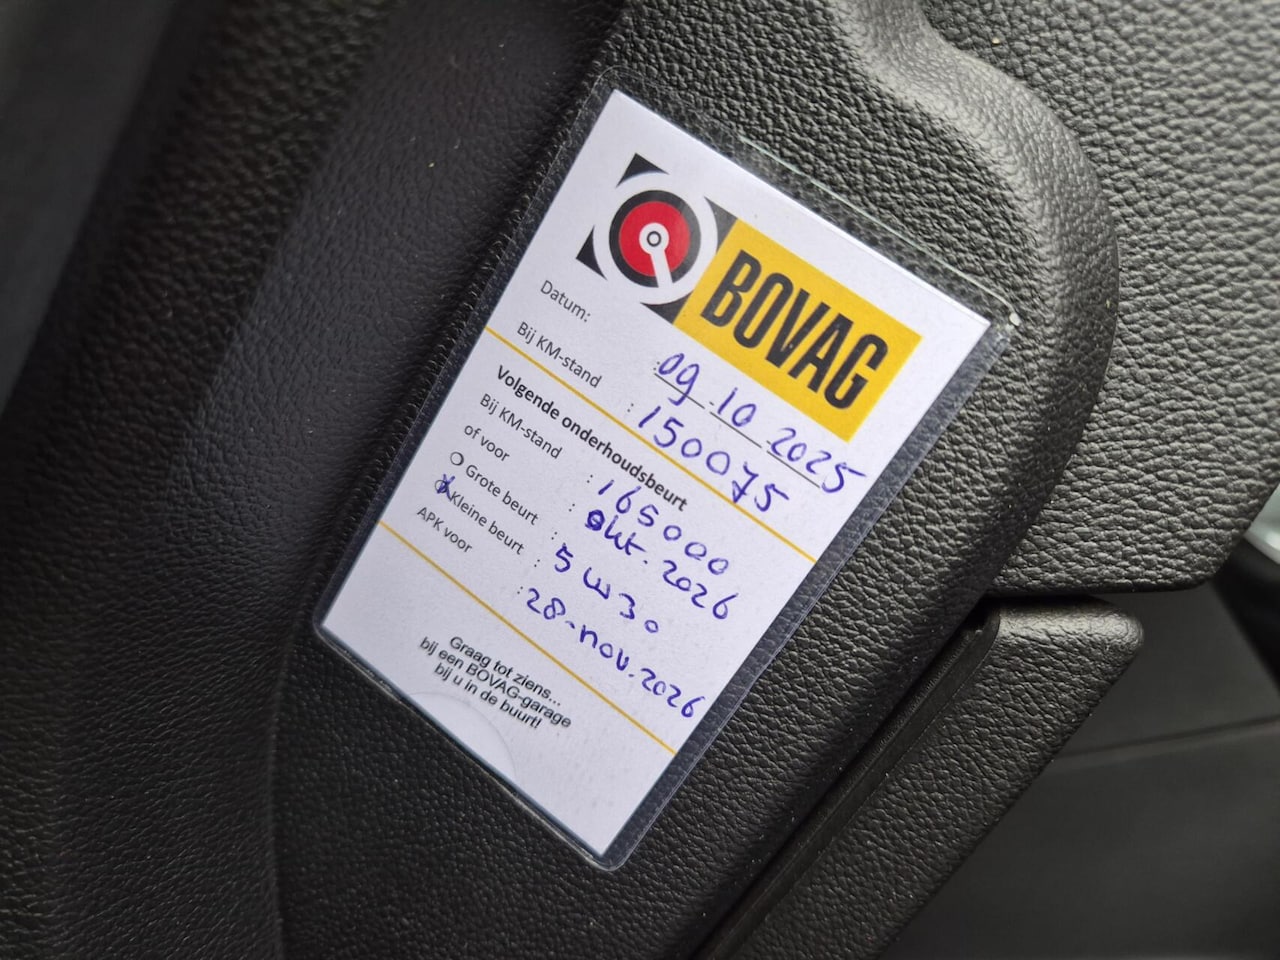 BOVAG
Datum: 09.10.2025
Bij KM-stand : 150075
Volgende onderhoudsbeurt
Bij KM-stand : 165000
of voor : okt. 2026
Grote beurt :
Kleine beurt : 5w30
APK voor : 28-nov.2026
Graag tot ziens...
bij een BOVAG-garage
bij u in de buurt!